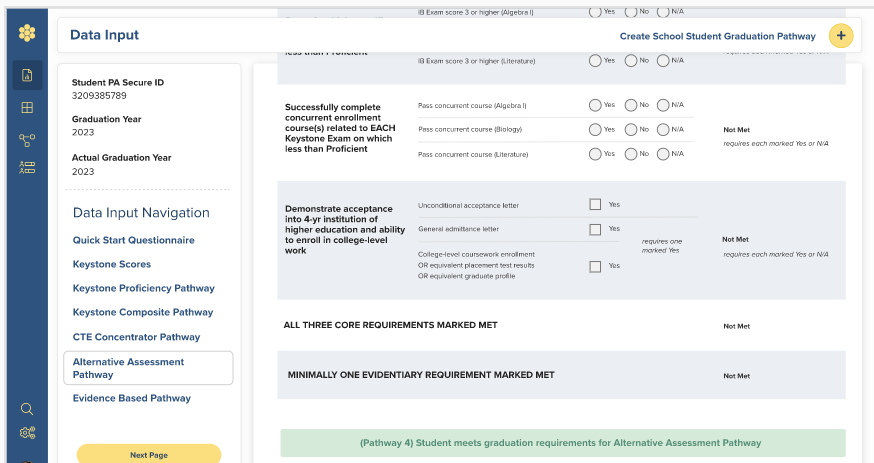 IB Exam score 3 or higher (Algebra I) Yes No N/A
Data Input
Create School Student Graduation Pathway +
less than Proficient
IB Exam score 3 or higher (Literature) Yes No N/A
Student PA Secure ID
3209385789
Graduation Year
2023
Actual Graduation Year
2023
Data Input Navigation
Quick Start Questionnaire
Keystone Scores
Keystone Proficiency Pathway
Keystone Composite Pathway
CTE Concentrator Pathway
Alternative Assessment
Pathway
Evidence Based Pathway
Next Page
Successfully complete
concurrent enrollment
course(s) related to EACH
Keystone Exam on which
less than Proficient
Pass concurrent course (Algebra I) Yes No N/A
Pass concurrent course (Biology) Yes No N/A
Pass concurrent course (Literature) Yes No N/A
Not Met
requires each marked Yes or N/A
Demonstrate acceptance
into 4-yr institution of
higher education and ability
to enroll in college-level
work
Unconditional acceptance letter Yes
General admittance letter Yes
College-level coursework enrollment
OR equivalent placement test results
OR equivalent graduate profile
Yes
requires one
marked Yes
Not Met
requires each marked Yes or N/A
ALL THREE CORE REQUIREMENTS MARKED MET Not Met
MINIMALLY ONE EVIDENTIARY REQUIREMENT MARKED MET Not Met
(Pathway 4) Student meets graduation requirements for Alternative Assessment Pathway